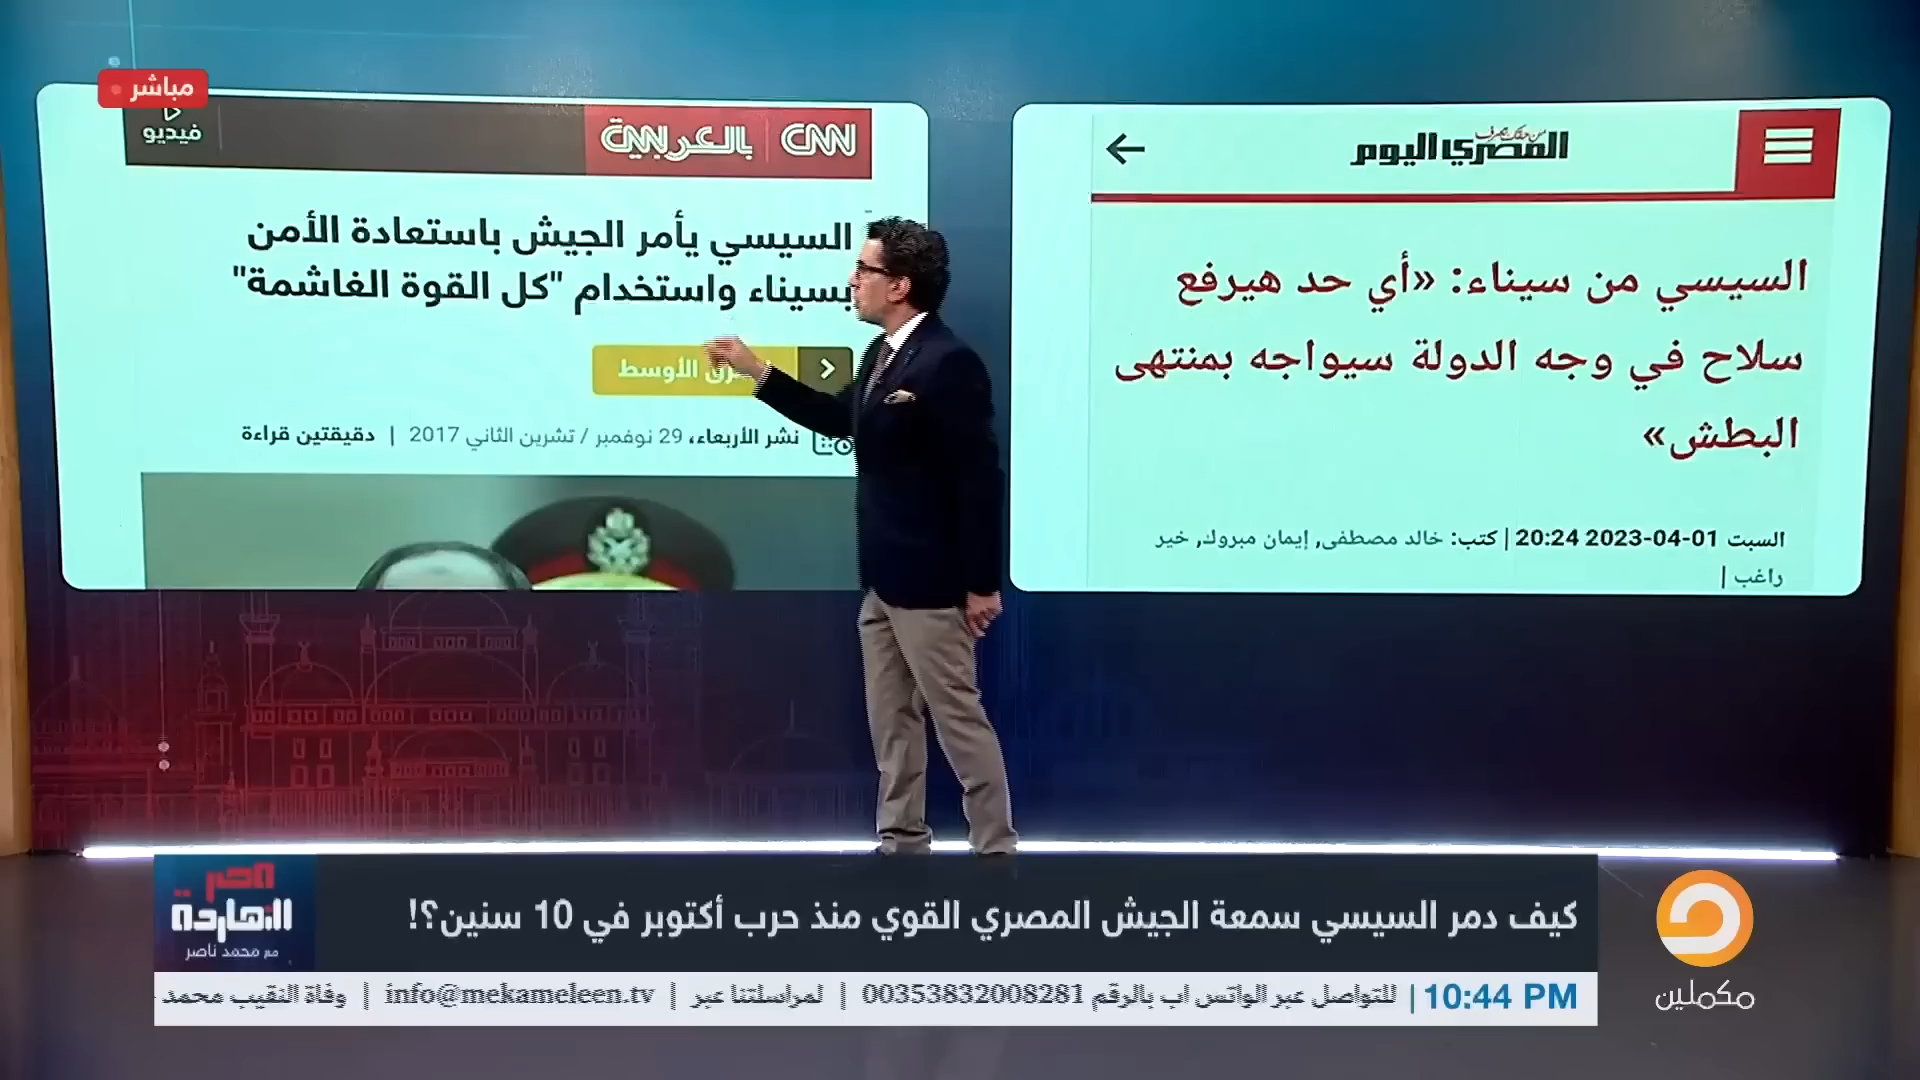 مباشر
فيديو
CNN بالعربية
السيسي يأمر الجيش باستعادة الأمن
بسيناء واستخدام "كل القوة الغاشمة"
الأوسط
نشر الأربعاء، 29 نوفمبر / تشرين الثاني 2017 | دقيقتين قراءة
المصري اليوم
السيسي من سيناء: «أي حد هيرفع
سلاح في وجه الدولة سيواجه بمنتهى
البطش»
السبت 01-04-2023 20:24 | كتب: خالد مصطفى, إيمان مبروك, خير
راغب |
مصر
النهاردة
مع محمد ناصر
كيف دمر السيسي سمعة الجيش المصري القوي منذ حرب أكتوبر في 10 سنين؟!
10:44 PM | للتواصل عبر الواتس اب بالرقم 00353832008281 | لمراسلتنا عبر info@mekameleen.tv | وفاة النقيب محمد
مكملين